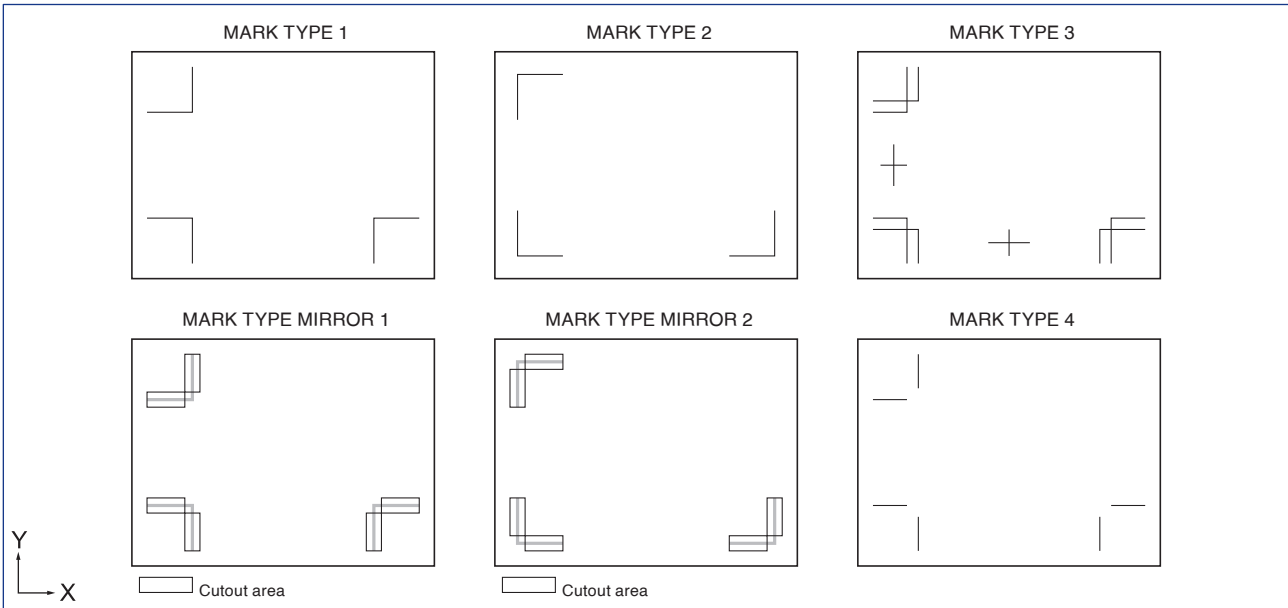 MARK TYPE 1
MARK TYPE 2
MARK TYPE 3
MARK TYPE MIRROR 1
MARK TYPE MIRROR 2
MARK TYPE 4
Y
X
Cutout area
Cutout area